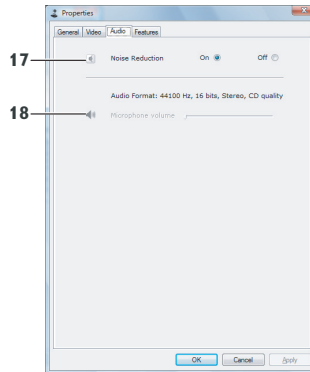 Properties
General Video Audio Features
17 Noise Reduction On Off
Audio Format: 44100 Hz, 16 bits, Stereo, CD quality
18 Microphone volume
OK Cancel Apply